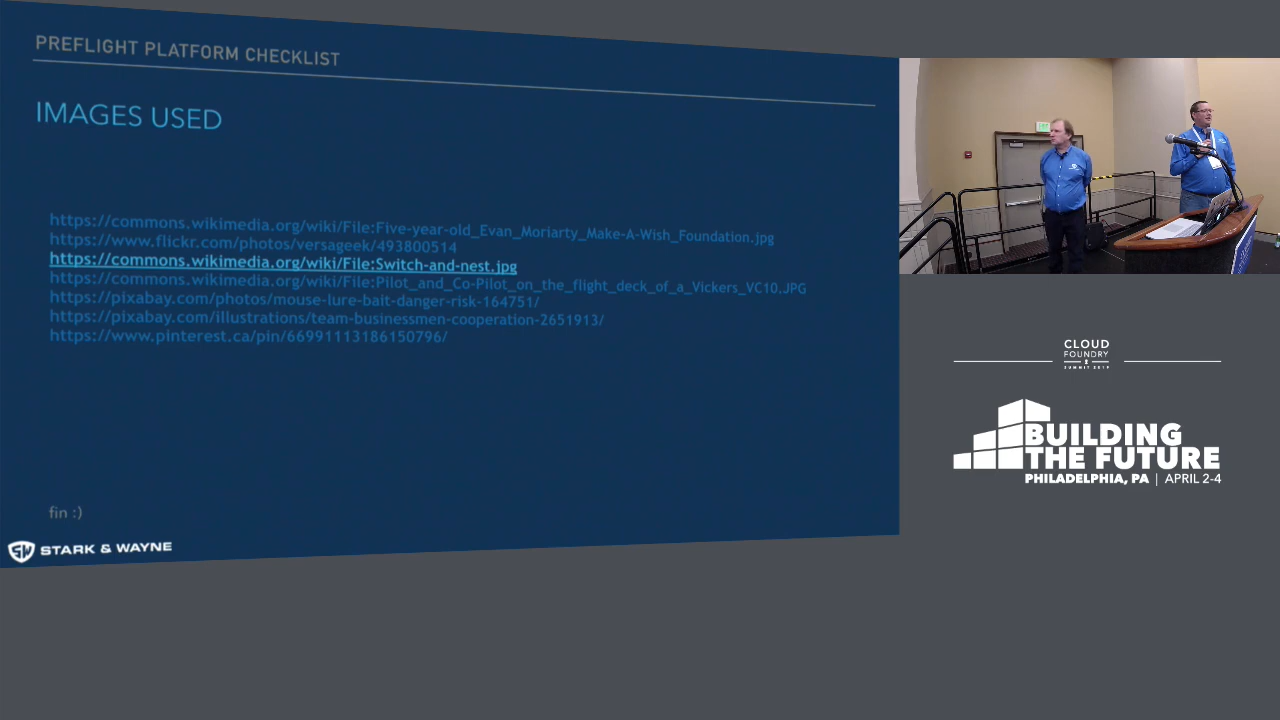 PREFLIGHT PLATFORM CHECKLIST
IMAGES USED
https://commons.wikimedia.org/wiki/File:Five-year-old_Evan_Moriarty_Make-A-Wish_Foundation.jpg
https://www.flickr.com/photos/versageek/493800514
https://commons.wikimedia.org/wiki/File:Switch-and-nest.jpg
https://commons.wikimedia.org/wiki/File:Pilot_and_Co-Pilot_on_the_flight_deck_of_a_Vickers_VC10.JPG
https://pixabay.com/photos/mouse-lure-bait-danger-risk-164751/
https://pixabay.com/illustrations/team-businessmen-cooperation-2651913/
https://www.pinterest.ca/pin/66991113186150796/
fin :)
SW STARK & WAYNE
EXIT
CLOUD
FOUNDRY
SUMMIT 2019
BUILDING
THE FUTURE
PHILADELPHIA, PA | APRIL 2-4